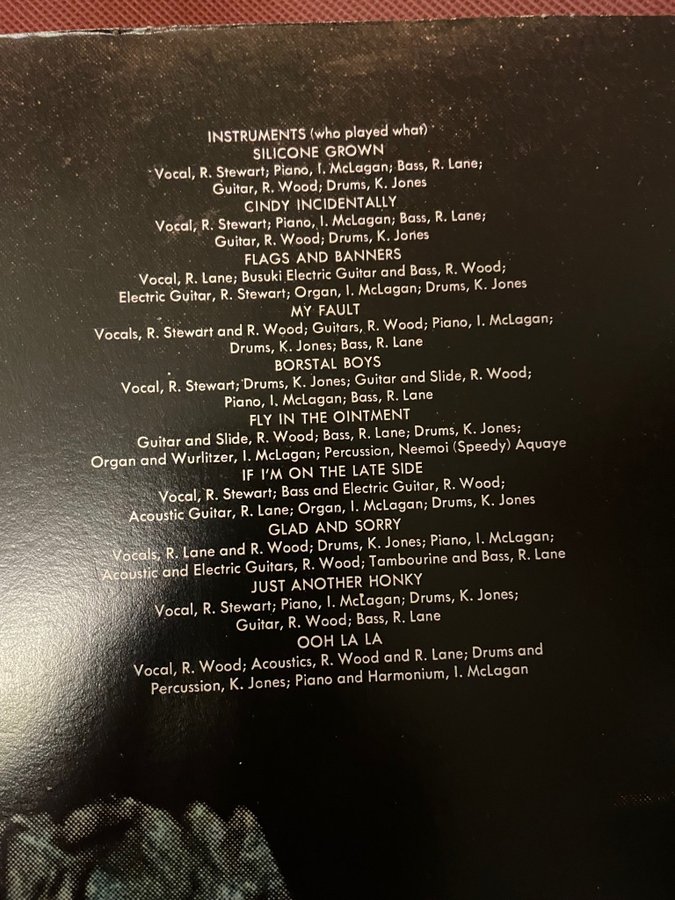 INSTRUMENTS (who played what)
SILICONE GROWN
Vocal, R. Stewart; Piano, I. McLagan; Bass, R. Lane;
Guitar, R. Wood; Drums, K. Jones
CINDY INCIDENTALLY
Vocal, R. Stewart; Piano, I. McLagan; Bass, R. Lane;
Guitar, R. Wood; Drums, K. Jones
FLAGS AND BANNERS
Vocal, R. Lane; Busuki Electric Guitar and Bass, R. Wood;
Electric Guitar, R. Stewart; Organ, I. McLagan; Drums, K. Jones
MY FAULT
Vocals, R. Stewart and R. Wood; Guitars, R. Wood; Piano, I. McLagan;
Drums, K. Jones; Bass, R. Lane
BORSTAL BOYS
Vocal, R. Stewart; Drums, K. Jones; Guitar and Slide, R. Wood;
Piano, I. McLagan; Bass, R. Lane
FLY IN THE OINTMENT
Guitar and Slide, R. Wood; Bass, R. Lane; Drums, K. Jones;
Organ and Wurlitzer, I. McLagan; Percussion, Neemoi (Speedy) Aquaye
IF I'M ON THE LATE SIDE
Vocal, R. Stewart; Bass and Electric Guitar, R. Wood;
Acoustic Guitar, R. Lane; Organ, I. McLagan; Drums, K. Jones
GLAD AND SORRY
Vocals, R. Lane and R. Wood; Drums, K. Jones; Piano, I. McLagan;
Acoustic and Electric Guitars, R. Wood; Tambourine and Bass, R. Lane
JUST ANOTHER HONKY
Vocal, R. Stewart; Piano, I. McLagan; Drums, K. Jones;
Guitar, R. Wood; Bass, R. Lane
OOH LA LA
Vocal, R. Wood; Acoustics, R. Wood and R. Lane; Drums and
Percussion, K. Jones; Piano and Harmonium, I. McLagan